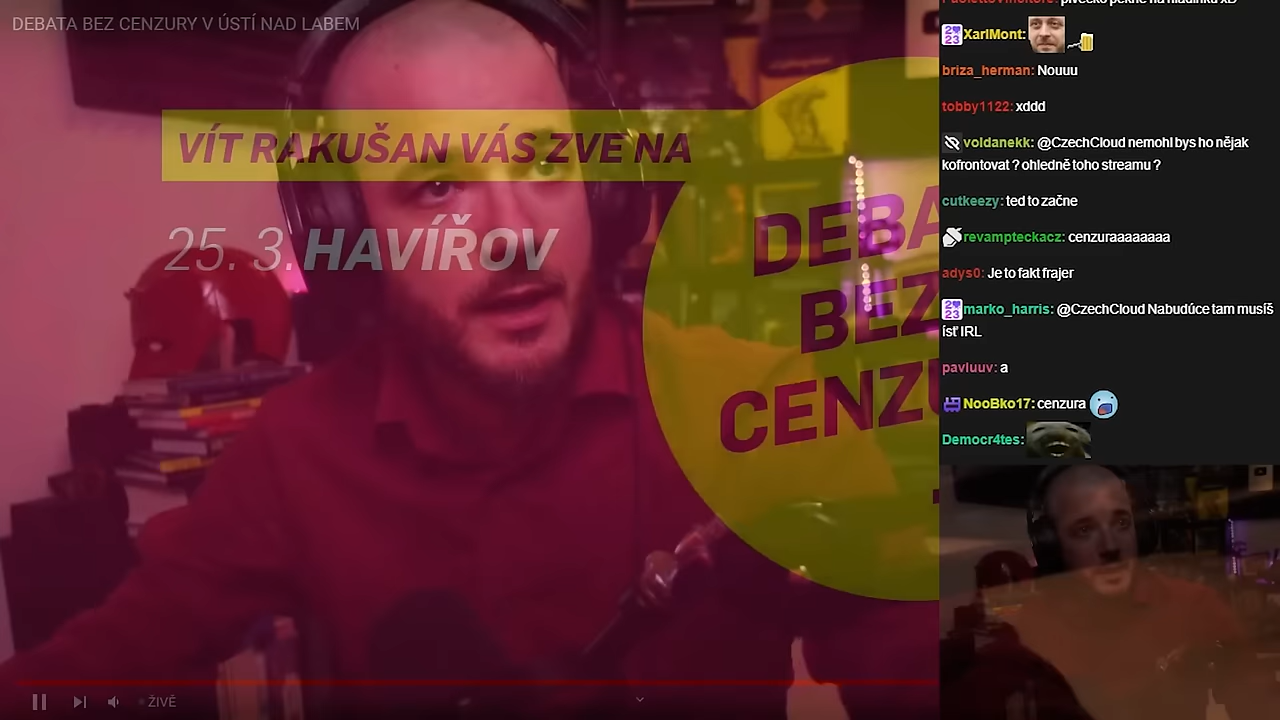 DEBATA BEZ CENZURY V ÚSTÍ NAD LABEM
VÍT RAKUŠAN VÁS ZVE NA
25. 3. HAVÍŘOV
DEBA
BEZ
CENZU
ŽIVĚ
XarlMont:
briza_herman: Nouuu
tobby1122: xddd
voldanekk: @CzechCloud nemohl bys ho nějak
kofrontovat ? ohledně toho streamu ?
cutkeezy: ted to začne
revampteckacz: cenzuraaaaaaaa
adys0: Je to fakt frajer
marko_harris: @CzechCloud Nabudúce tam musíš
ísť IRL
pavluuv: a
NooBko17: cenzura
Democr4tes: